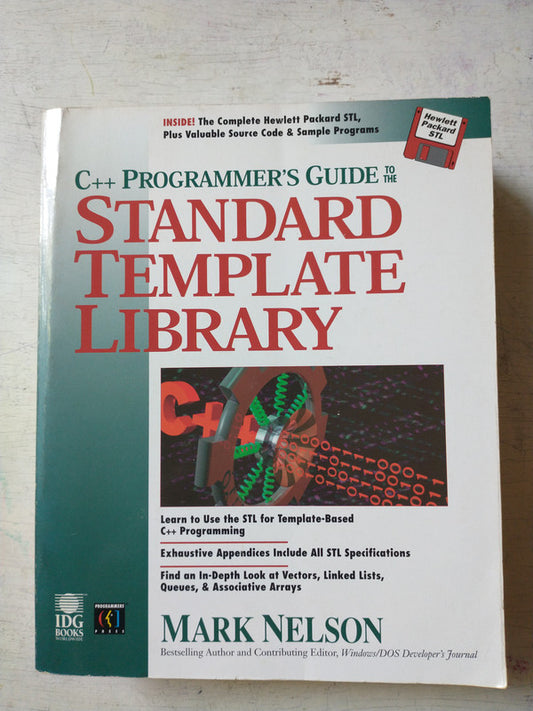 INSIDE! The Complete Hewlett Packard STL,
Plus Valuable Source Code & Sample Programs
Hewlett
Packard
STL
C++ PROGRAMMER'S GUIDE TO THE
STANDARD
TEMPLATE
LIBRARY
C++
Learn to Use the STL for Template-Based
C++ Programming
Exhaustive Appendices Include All STL Specifications
Find an In-Depth Look at Vectors, Linked Lists,
Queues, & Associative Arrays
IDG
BOOKS
WORLDWIDE
PROGRAMMERS
PRESS
MARK NELSON
Bestselling Author and Contributing Editor, Windows/DOS Developer's Journal